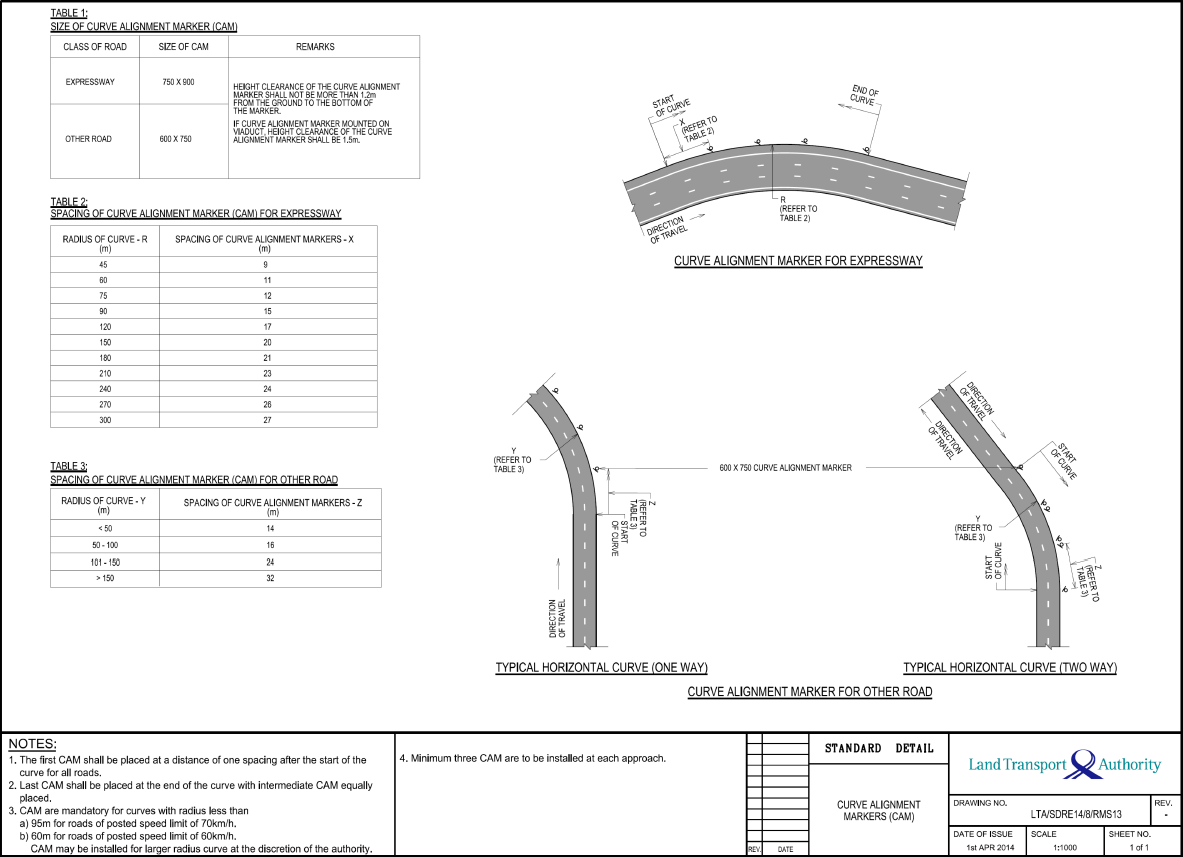 TABLE 1:
SIZE OF CURVE ALIGNMENT MARKER (CAM)
CLASS OF ROAD SIZE OF CAM REMARKS
EXPRESSWAY 750 X 900
OTHER ROAD 600 X 750
HEIGHT CLEARANCE OF THE CURVE ALIGNMENT
MARKER SHALL NOT BE MORE THAN 1.2m
FROM THE GROUND TO THE BOTTOM OF
THE MARKER.
IF CURVE ALIGNMENT MARKER MOUNTED ON
VIADUCT, HEIGHT CLEARANCE OF THE CURVE
ALIGNMENT MARKER SHALL BE 1.5m.
TABLE 2:
SPACING OF CURVE ALIGNMENT MARKER (CAM) FOR EXPRESSWAY
RADIUS OF CURVE - R SPACING OF CURVE ALIGNMENT MARKERS - X
(m) (m)
45 9
60 11
75 12
90 15
120 17
150 20
180 21
210 23
240 24
270 26
300 27
TABLE 3:
SPACING OF CURVE ALIGNMENT MARKER (CAM) FOR OTHER ROAD
RADIUS OF CURVE - Y SPACING OF CURVE ALIGNMENT MARKERS - Z
(m) (m)
< 50 14
50 - 100 16
101 - 150 24
> 150 32
START
OF CURVE
X
(REFER TO
TABLE 2)
END OF
CURVE
R
(REFER TO
TABLE 2)
DIRECTION
OF TRAVEL
CURVE ALIGNMENT MARKER FOR EXPRESSWAY
Y
(REFER TO
TABLE 3)
600 X 750 CURVE ALIGNMENT MARKER
Z
(REFER TO
TABLE 3)
START
OF CURVE
DIRECTION
OF TRAVEL
TYPICAL HORIZONTAL CURVE (ONE WAY)
DIRECTION
OF TRAVEL
DIRECTION
OF TRAVEL
START
OF CURVE
Y
(REFER TO
TABLE 3)
START
OF CURVE
Z
(REFER TO
TABLE 3)
TYPICAL HORIZONTAL CURVE (TWO WAY)
CURVE ALIGNMENT MARKER FOR OTHER ROAD
NOTES:
1. The first CAM shall be placed at a distance of one spacing after the start of the
curve for all roads.
2. Last CAM shall be placed at the end of the curve with intermediate CAM equally
placed.
3. CAM are mandatory for curves with radius less than
a) 95m for roads of posted speed limit of 70km/h.
b) 60m for roads of posted speed limit of 60km/h.
CAM may be installed for larger radius curve at the discretion of the authority.
4. Minimum three CAM are to be installed at each approach.
REV. DATE
STANDARD DETAIL
CURVE ALIGNMENT
MARKERS (CAM)
Land Transport Authority
DRAWING NO. REV.
LTA/SDRE14/8/RMS13 -
DATE OF ISSUE SCALE SHEET NO.
1st APR 2014 1:1000 1 of 1